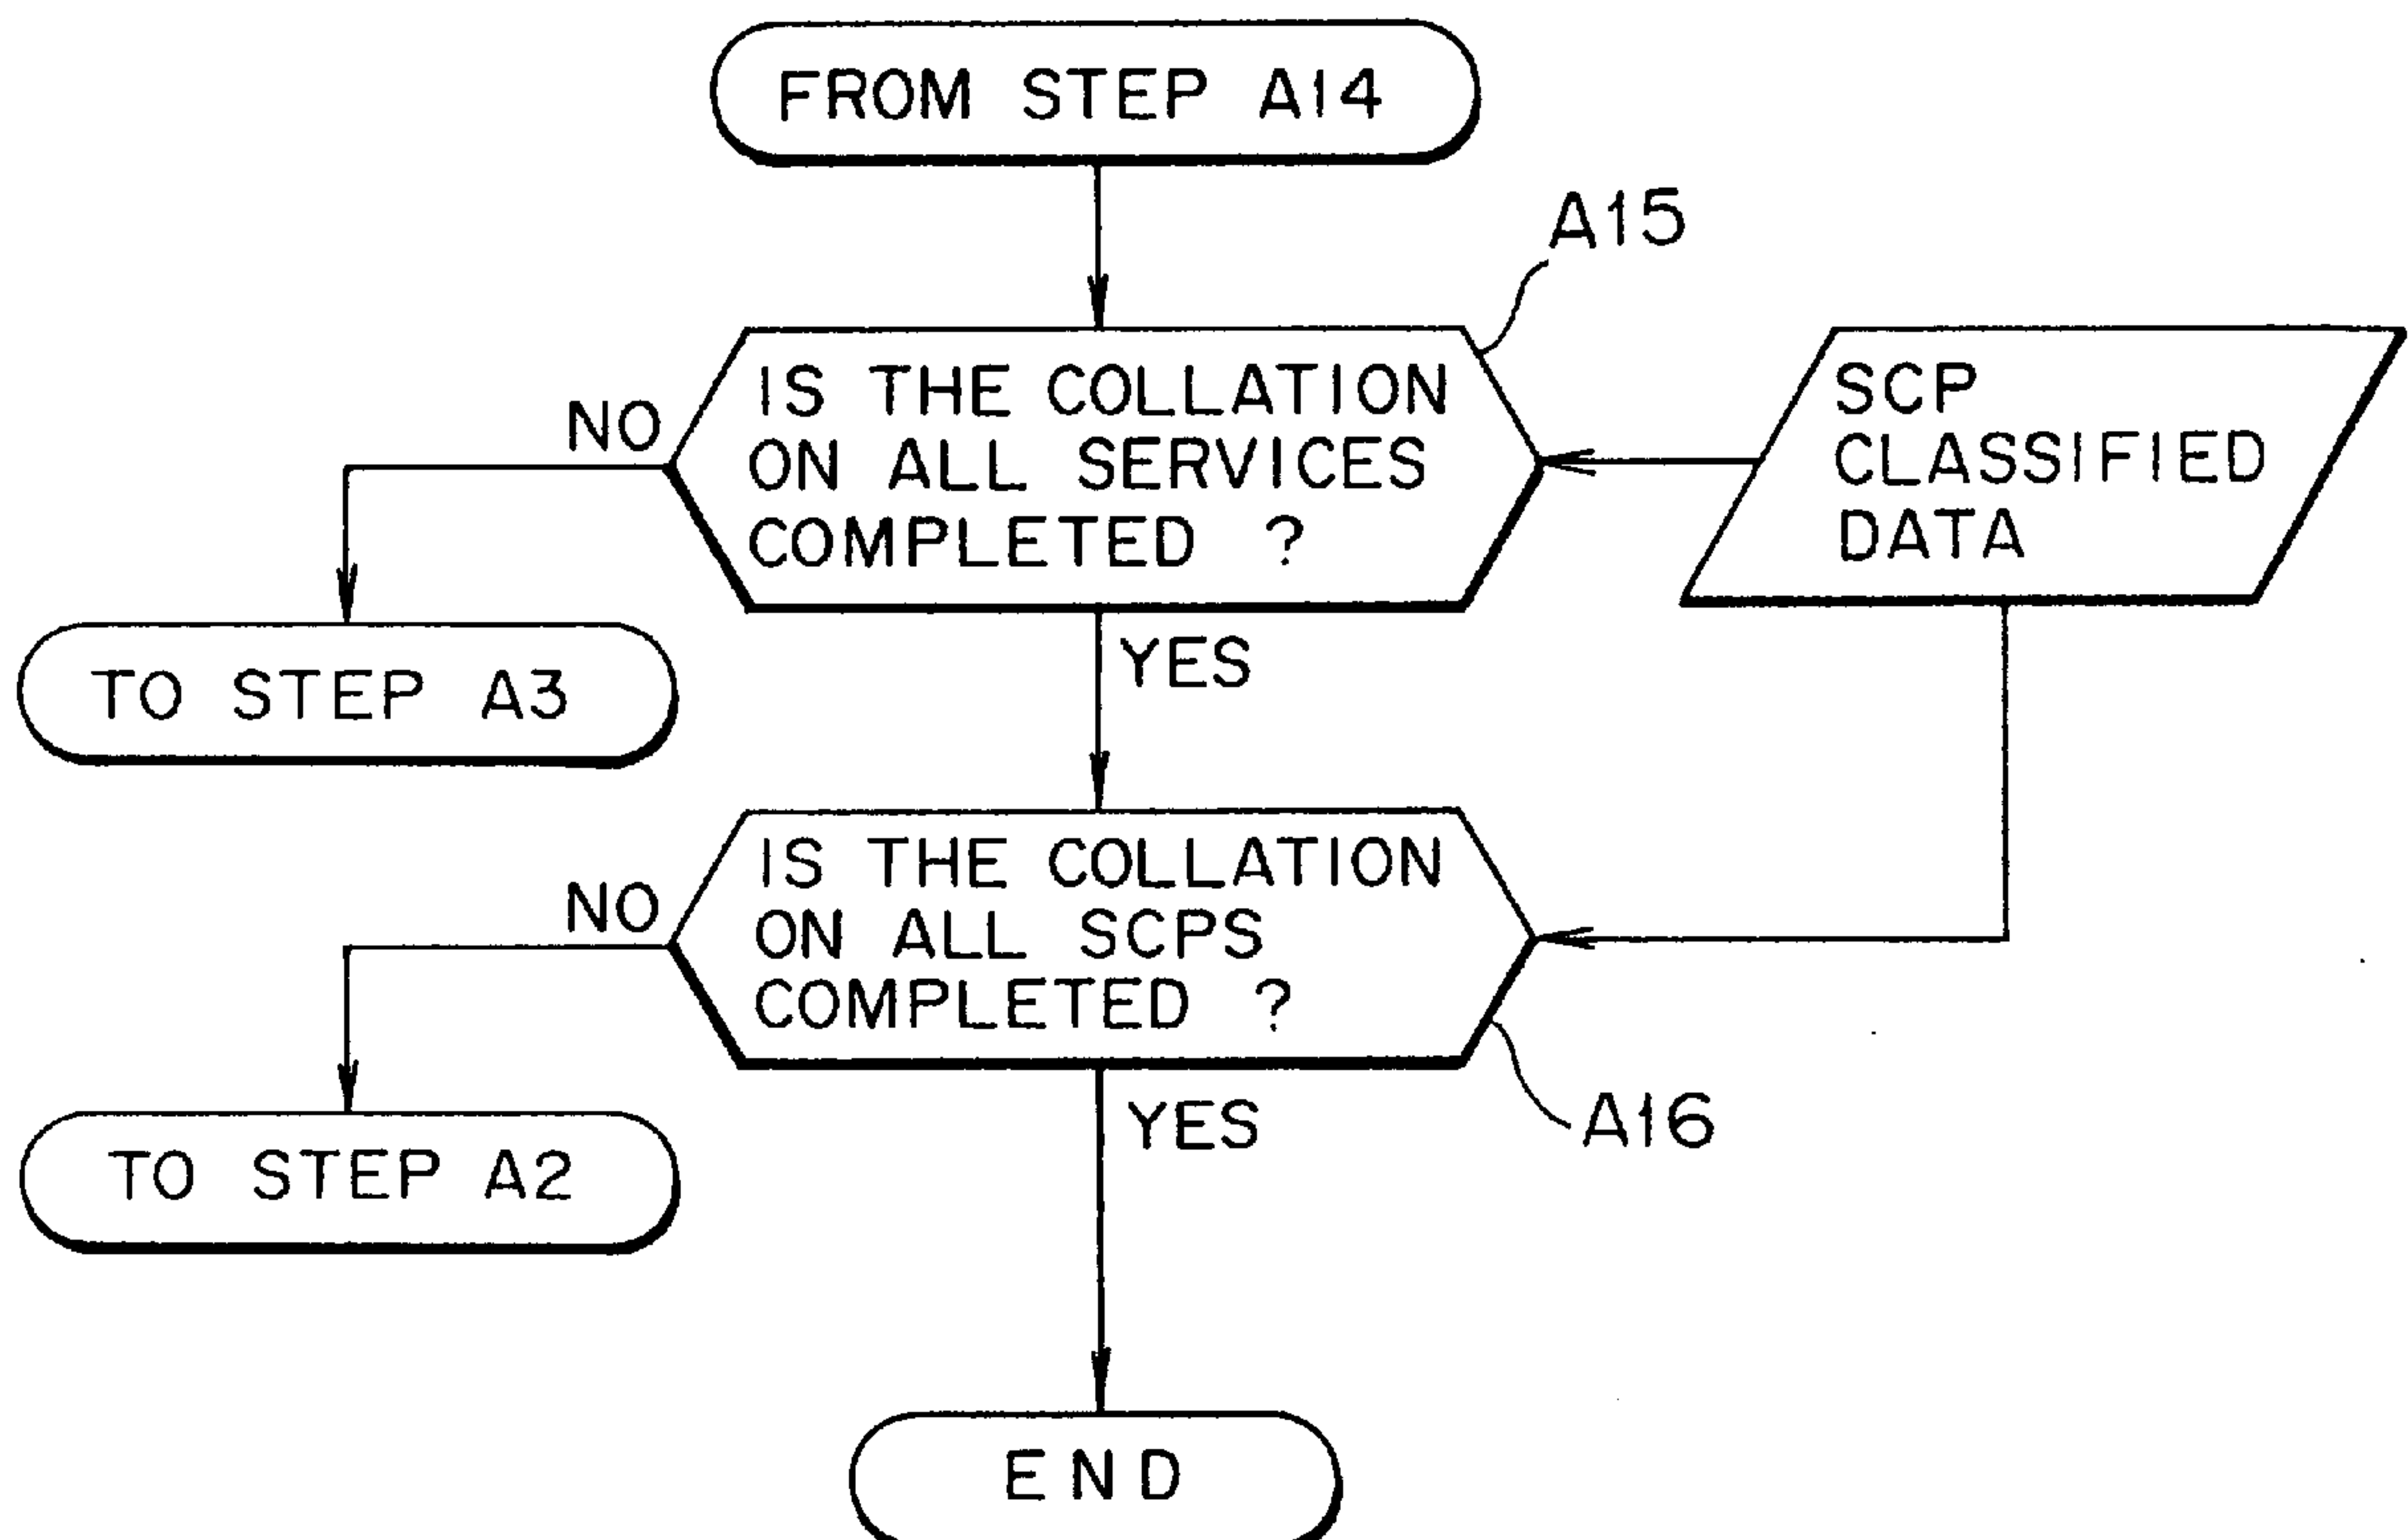 FROM STEP A14
A15
IS THE COLLATION
ON ALL SERVICES
COMPLETED ?
SCP
CLASSIFIED
DATA
NO
TO STEP A3
YES
IS THE COLLATION
ON ALL SCPS
COMPLETED ?
NO
TO STEP A2
YES
A16
END